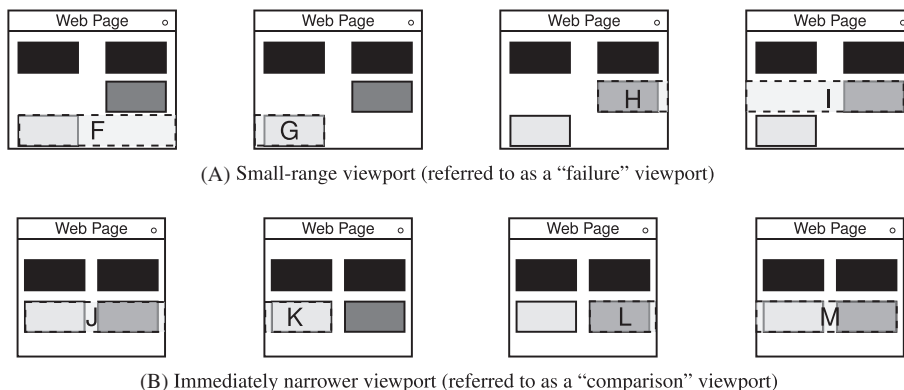 Web Page Web Page Web Page Web Page
F G H I
(A) Small-range viewport (referred to as a “failure” viewport)
Web Page Web Page Web Page Web Page
J K L M
(B) Immediately narrower viewport (referred to as a “comparison” viewport)